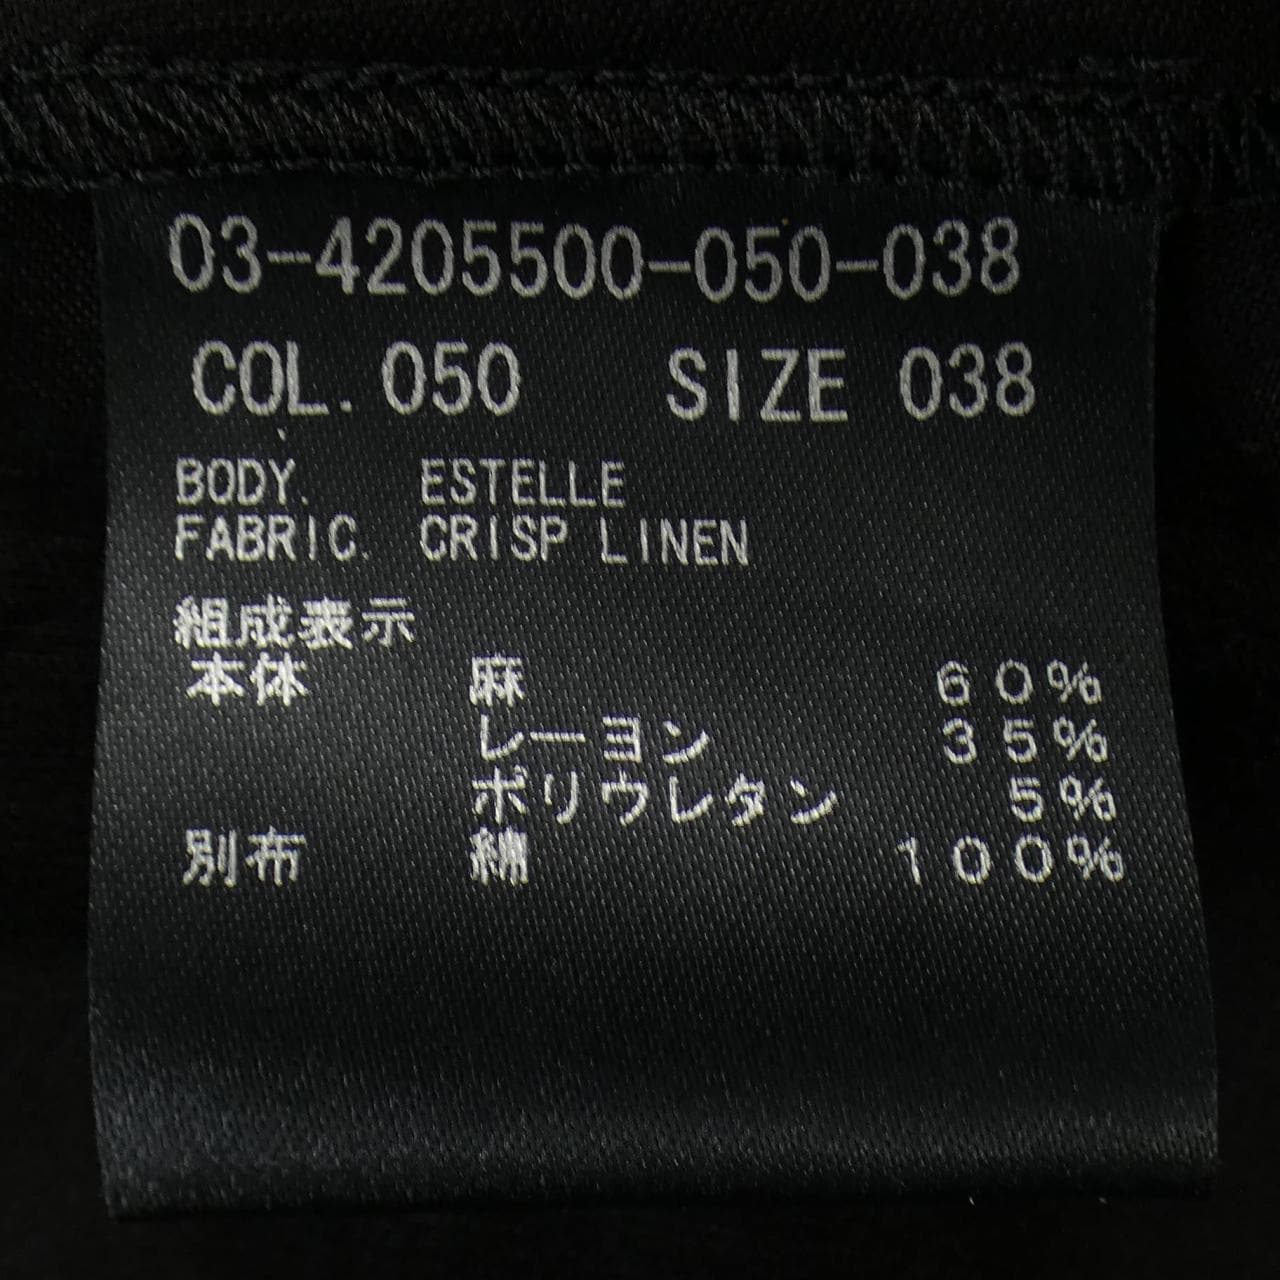 03-4205500-050-038
COL. 050 SIZE 038
BODY. ESTELLE
FABRIC. CRISP LINEN
組成表示
本体 麻 60%
レーヨン 35%
ポリウレタン 5%
別布 綿 100%